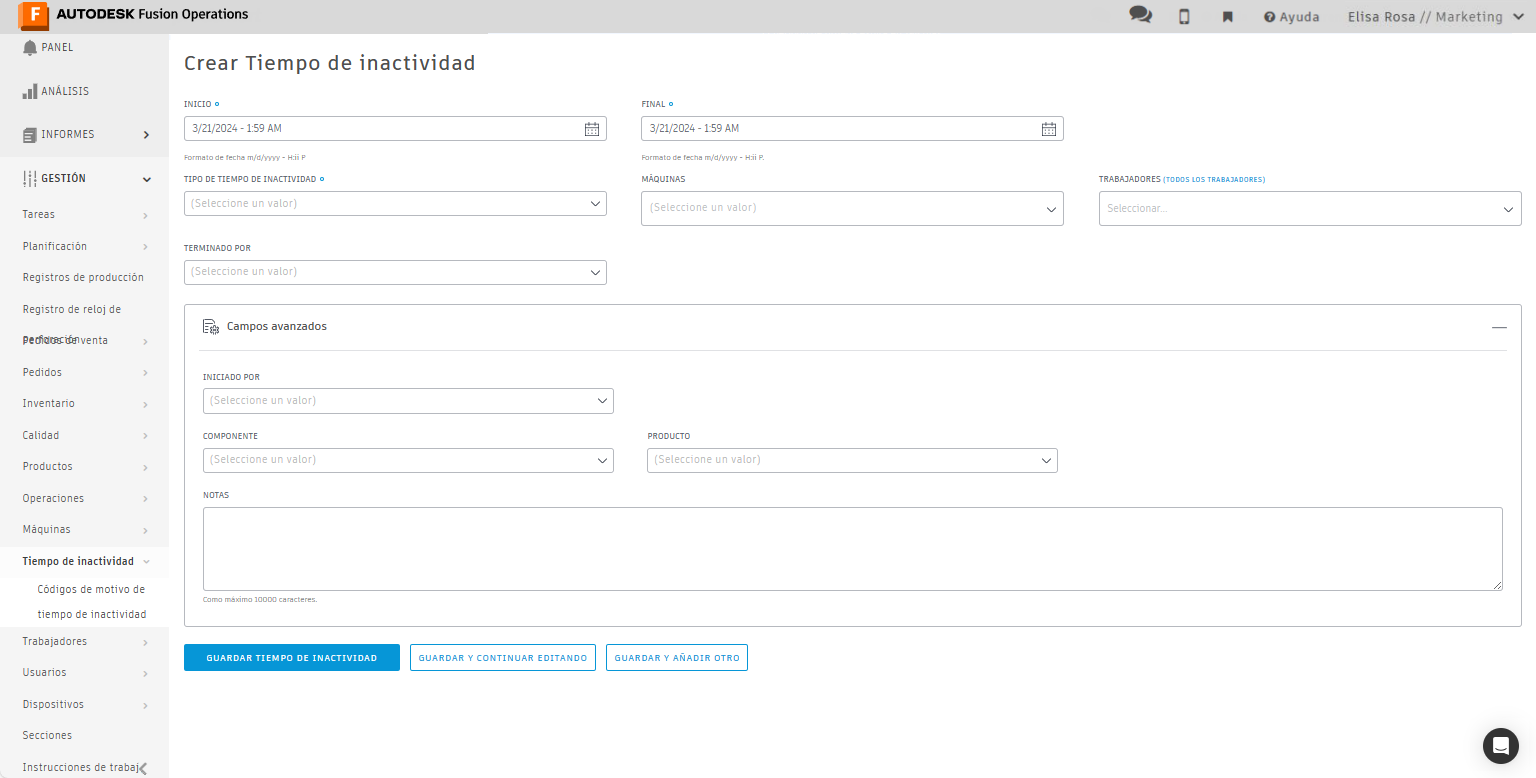 F AUTODESK Fusion Operations
Ayuda
Elisa Rosa // Marketing
PANEL
ANÁLISIS
INFORMES
GESTIÓN
Tareas
Planificación
Registros de producción
Registro de reloj de
perforación
Pedidos de venta
Pedidos
Inventario
Calidad
Productos
Operaciones
Máquinas
Tiempo de inactividad
Códigos de motivo de
tiempo de inactividad
Trabajadores
Usuarios
Dispositivos
Secciones
Instrucciones de trabaj
Crear Tiempo de inactividad
INICIO
FINAL
3/21/2024 - 1:59 AM
3/21/2024 - 1:59 AM
Formato de fecha m/d/yyyy - H:ii P
Formato de fecha m/d/yyyy - H:ii P.
TIPO DE TIEMPO DE INACTIVIDAD
MÁQUINAS
TRABAJADORES (TODOS LOS TRABAJADORES)
(Seleccione un valor)
(Seleccione un valor)
Seleccionar...
TERMINADO POR
(Seleccione un valor)
Campos avanzados
INICIADO POR
(Seleccione un valor)
COMPONENTE
PRODUCTO
(Seleccione un valor)
(Seleccione un valor)
NOTAS
Como máximo 10000 caracteres.
GUARDAR TIEMPO DE INACTIVIDAD
GUARDAR Y CONTINUAR EDITANDO
GUARDAR Y AÑADIR OTRO